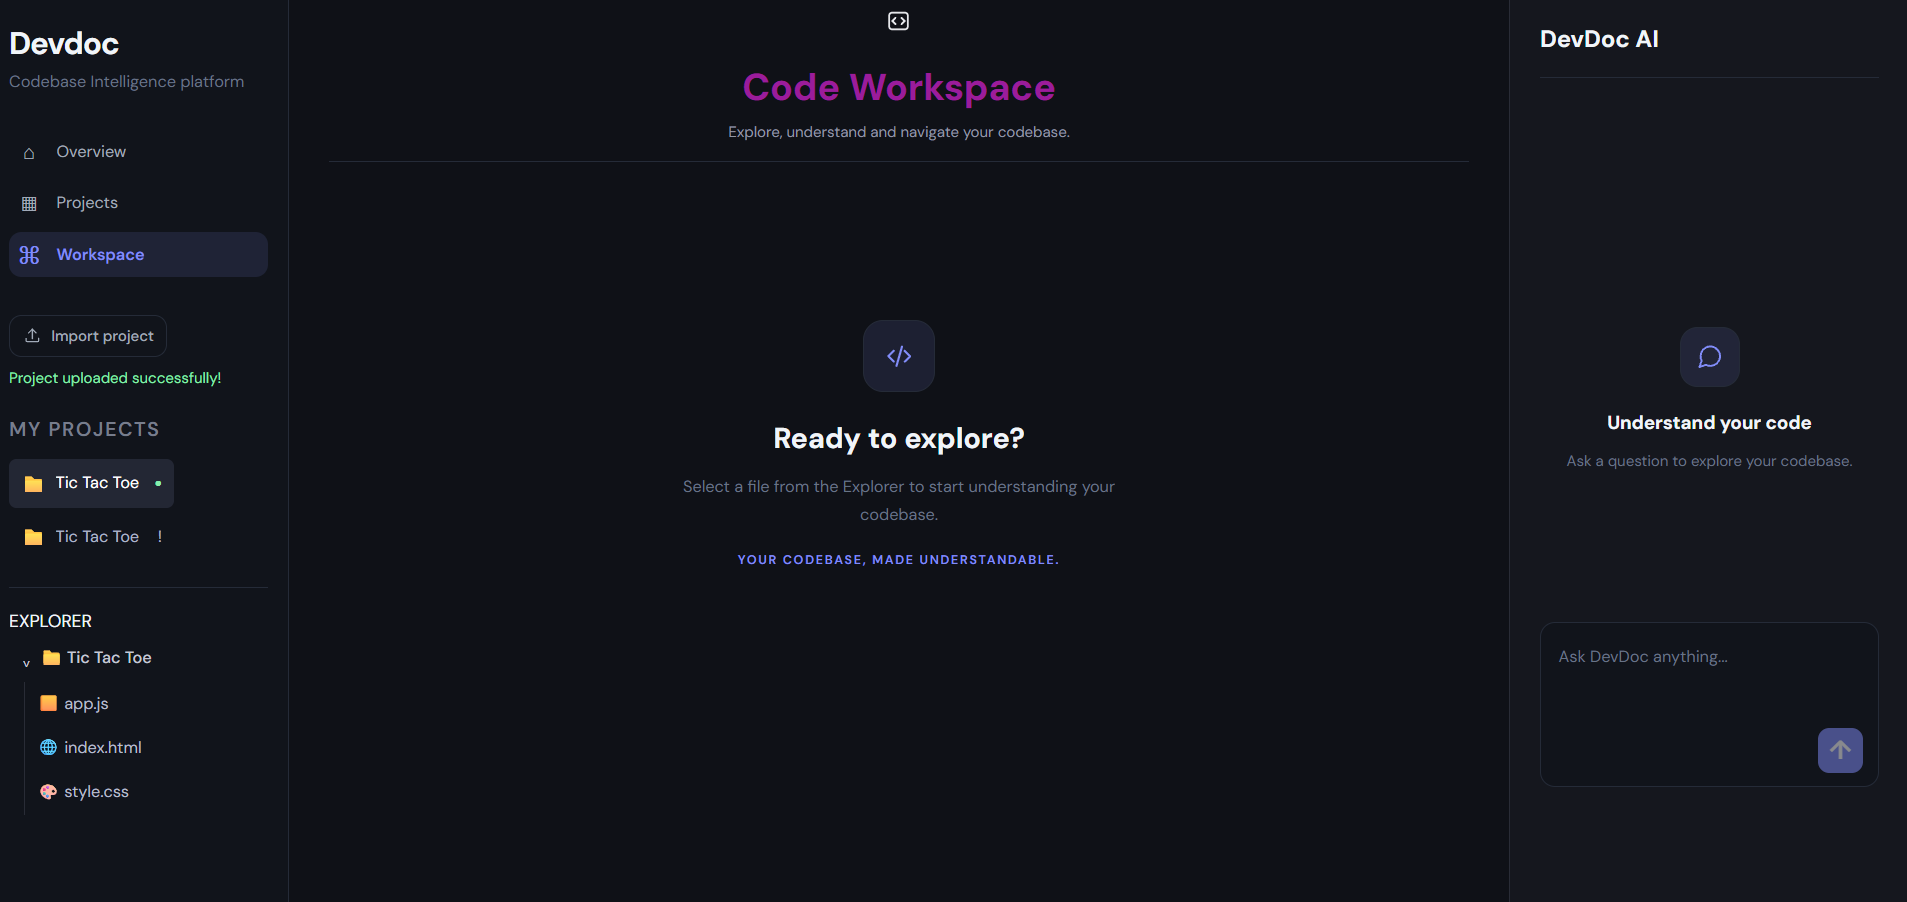 Devdoc
Codebase Intelligence platform
Overview
Projects
Workspace
Import project
Project uploaded successfully!
MY PROJECTS
Tic Tac Toe
Tic Tac Toe !
EXPLORER
v Tic Tac Toe
app.js
index.html
style.css
Code Workspace
Explore, understand and navigate your codebase.
Ready to explore?
Select a file from the Explorer to start understanding your
codebase.
YOUR CODEBASE, MADE UNDERSTANDABLE.
DevDoc AI
Understand your code
Ask a question to explore your codebase.
Ask DevDoc anything...